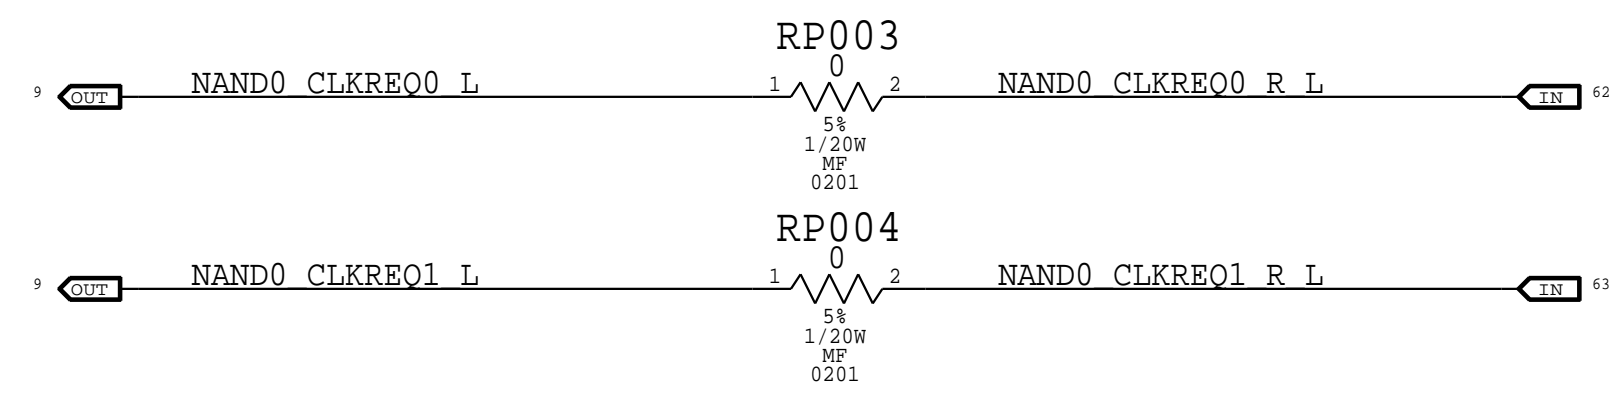 RP003
0
9 OUT NAND0_CLKREQ0_L 1 2 NAND0_CLKREQ0_R_L IN 62
5%
1/20W
MF
0201
RP004
0
9 OUT NAND0_CLKREQ1_L 1 2 NAND0_CLKREQ1_R_L IN 63
5%
1/20W
MF
0201